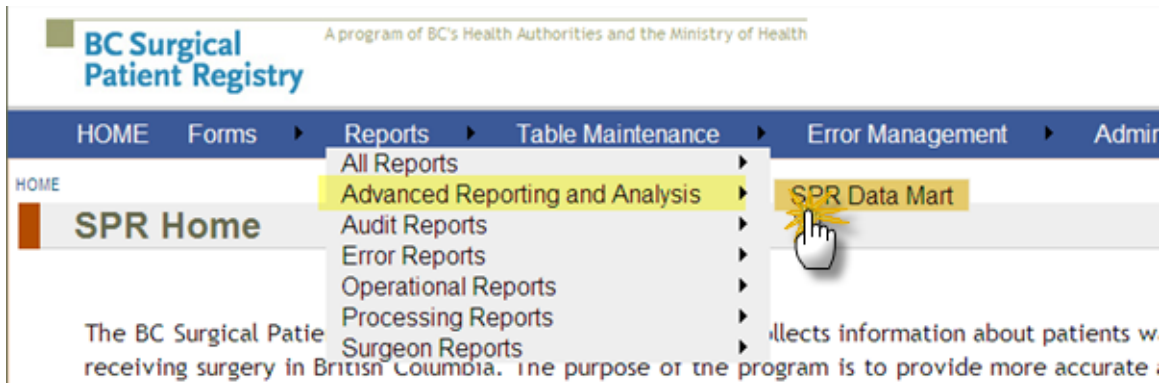 BC Surgical
Patient Registry
A program of BC's Health Authorities and the Ministry of Health
HOME Forms Reports Table Maintenance Error Management
HOME
SPR Home
All Reports
Advanced Reporting and Analysis
SPR Data Mart
Audit Reports
Error Reports
Operational Reports
Processing Reports
Surgeon Reports
The BC Surgical information about patients
receiving surgery in British Columbia. The purpose of the program is to provide more accurate